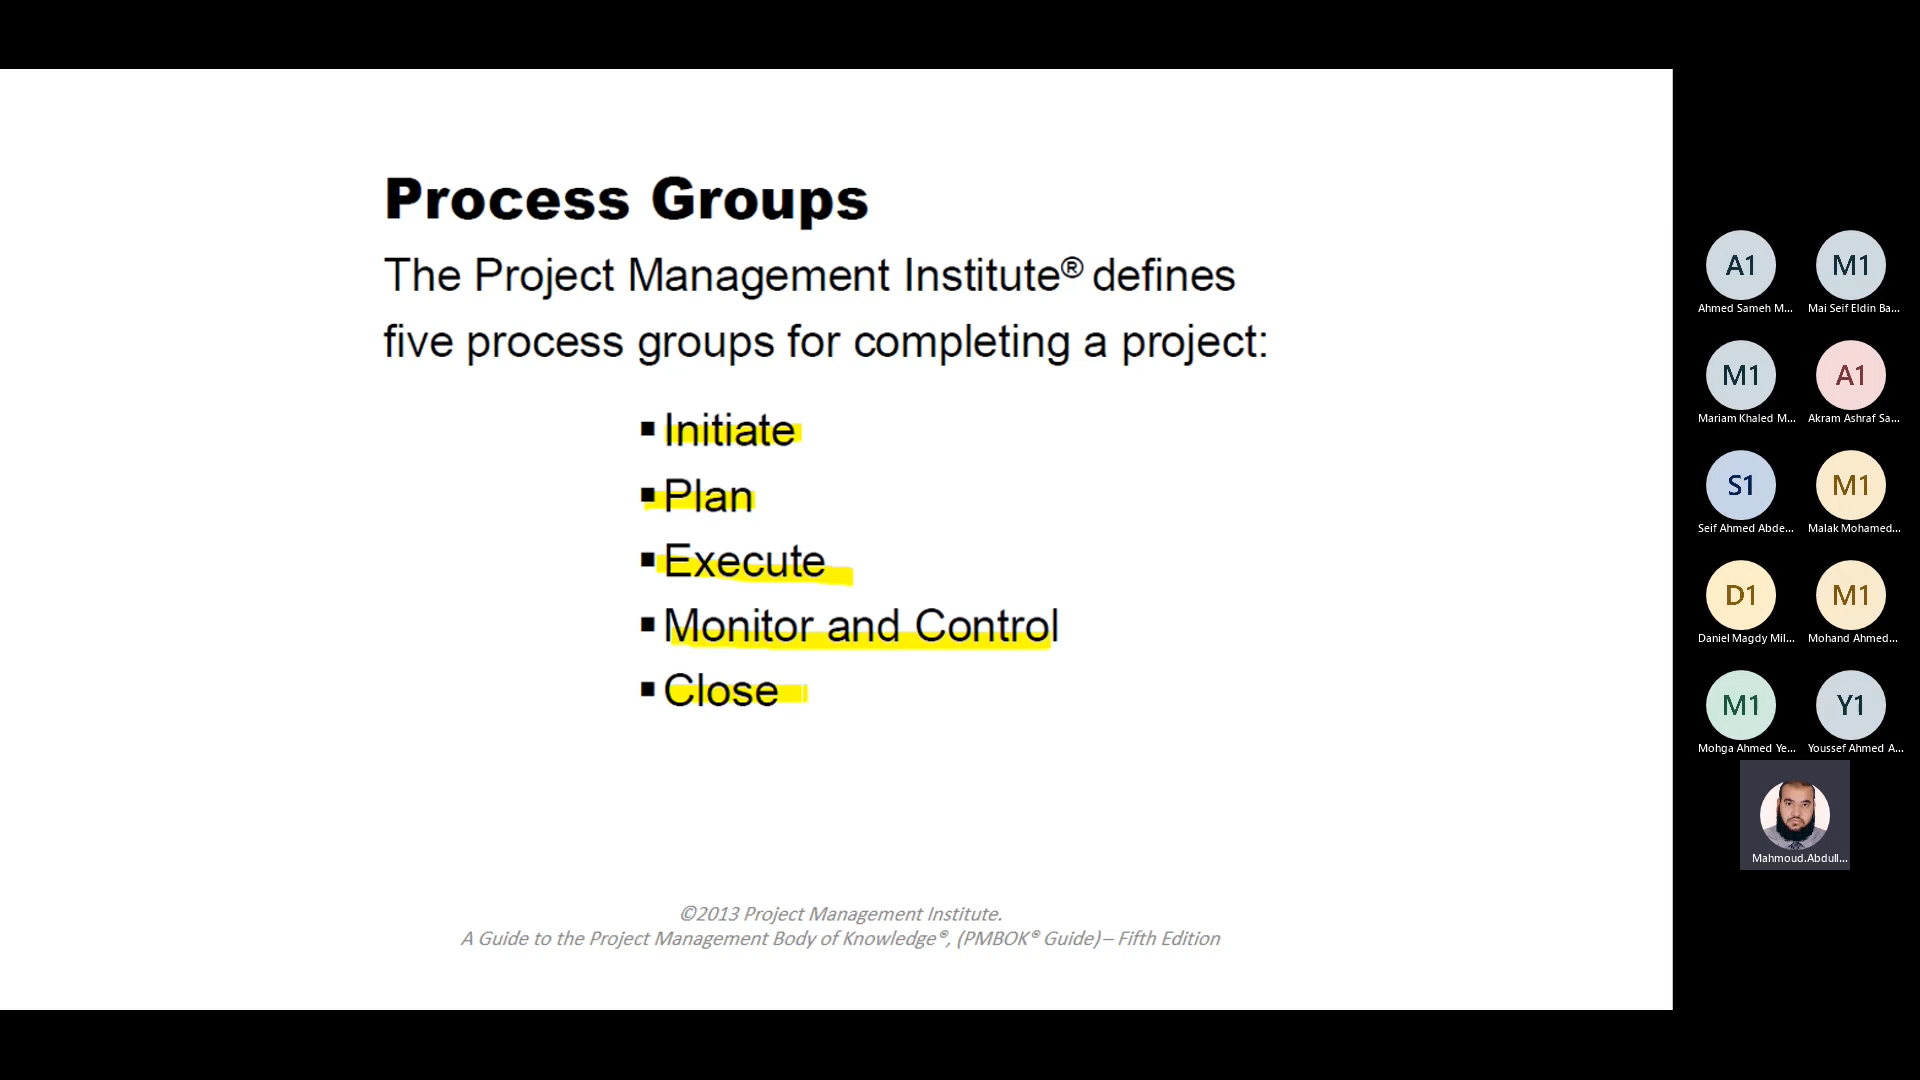 Process Groups
The Project Management Institute® defines
five process groups for completing a project:
▪ Initiate
▪ Plan
▪ Execute
▪ Monitor and Control
▪ Close
©2013 Project Management Institute.
A Guide to the Project Management Body of Knowledge®, (PMBOK® Guide) – Fifth Edition
A1 M1
Ahmed Sameh M... Mai Seif Eldin Ba...
M1 A1
Mariam Khaled M... Akram Ashraf Sa...
S1 M1
Seif Ahmed Abde... Malak Mohamed...
D1 M1
Daniel Magdy Mil... Mohand Ahmed...
M1 Y1
Mohga Ahmed Ye... Youssef Ahmed A...
Mahmoud.Abdull...